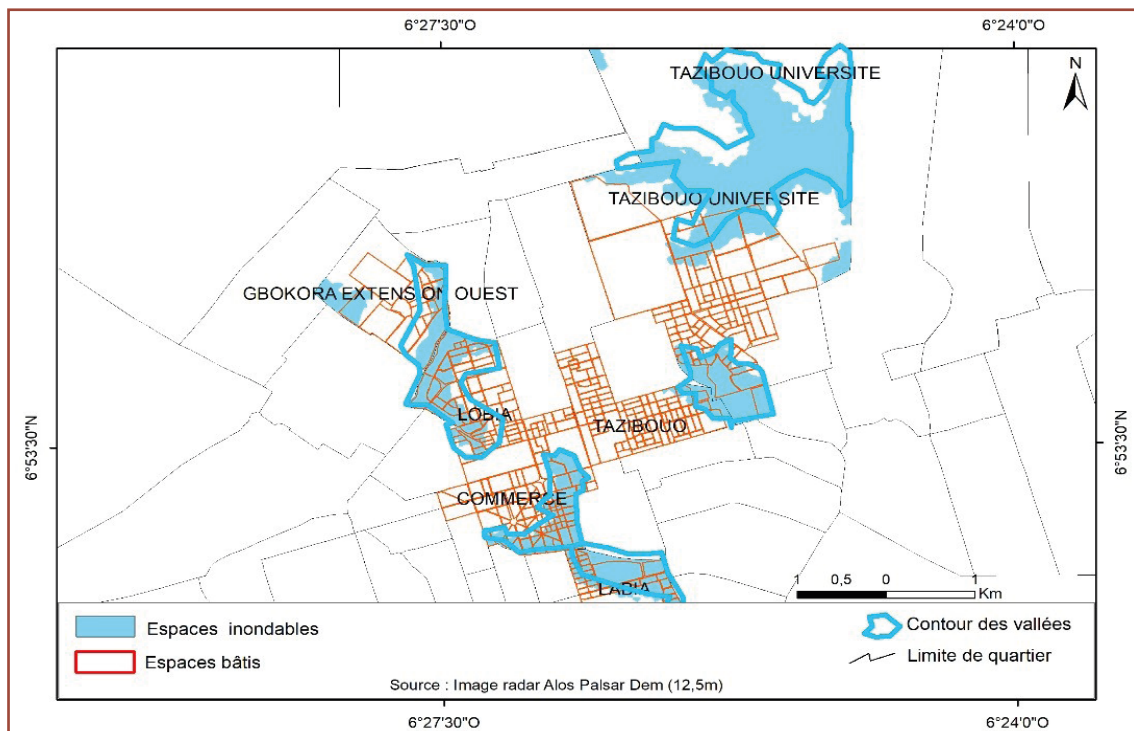 6°27'30"O 6°24'0"O
N
TAZIBOUO UNIVERSITE
TAZIBOUO UNIVERSITE
GBOKORA EXTENSION OUEST
LOBIA
TAZIBOUO
6°53'30"N 6°53'30"N
COMMERCE
LABIA
1 0,5 0 1
Km
Espaces inondables
Contour des vallées
Espaces bâtis
Limite de quartier
Source : Image radar Alos Palsar Dem (12,5m)
6°27'30"O 6°24'0"O